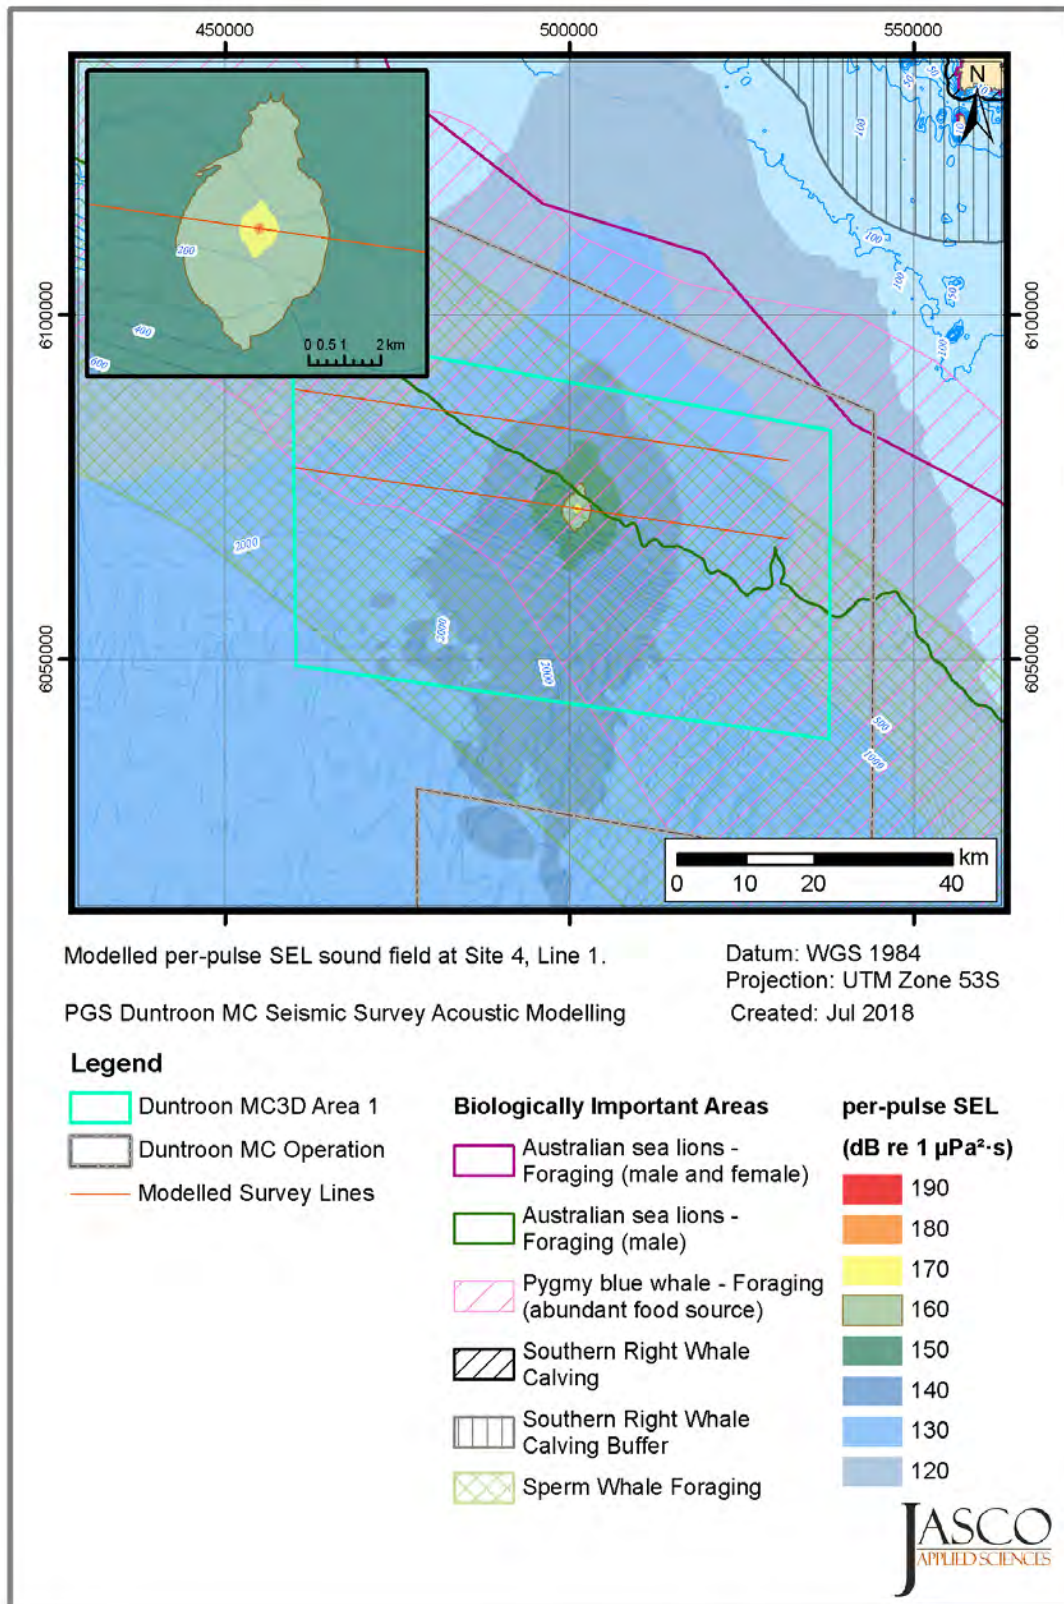 450000 500000 550000
N
50
50
10
100
100
100
50
100
6100000
6100000
200
400
600
0 0.5 1 2 km
2000
2000
2000
500
1000
6050000
6050000
km
0 10 20 40
Modelled per-pulse SEL sound field at Site 4, Line 1.
Datum: WGS 1984
Projection: UTM Zone 53S
PGS Duntroon MC Seismic Survey Acoustic Modelling
Created: Jul 2018
Legend
Duntroon MC3D Area 1
Duntroon MC Operation
Modelled Survey Lines
Biologically Important Areas
Australian sea lions -
Foraging (male and female)
Australian sea lions -
Foraging (male)
Pygmy blue whale - Foraging
(abundant food source)
Southern Right Whale
Calving
Southern Right Whale
Calving Buffer
Sperm Whale Foraging
per-pulse SEL
(dB re 1 µPa²·s)
190
180
170
160
150
140
130
120
JASCO
APPLIED SCIENCES